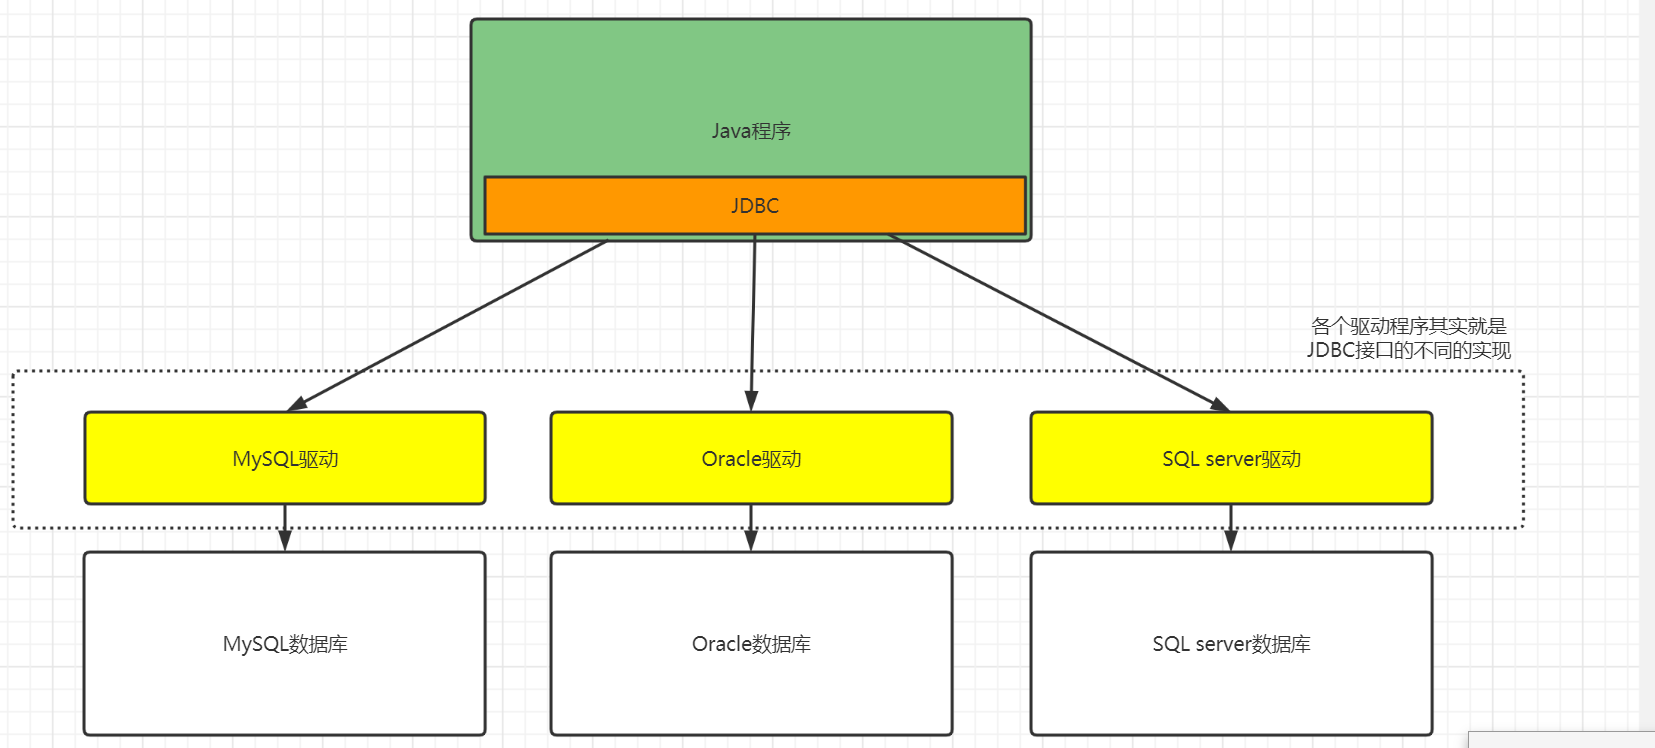 Java程序
JDBC
各个驱动程序其实就是
JDBC接口的不同的实现
MySQL驱动
Oracle驱动
SQL server驱动
MySQL数据库
Oracle数据库
SQL server数据库